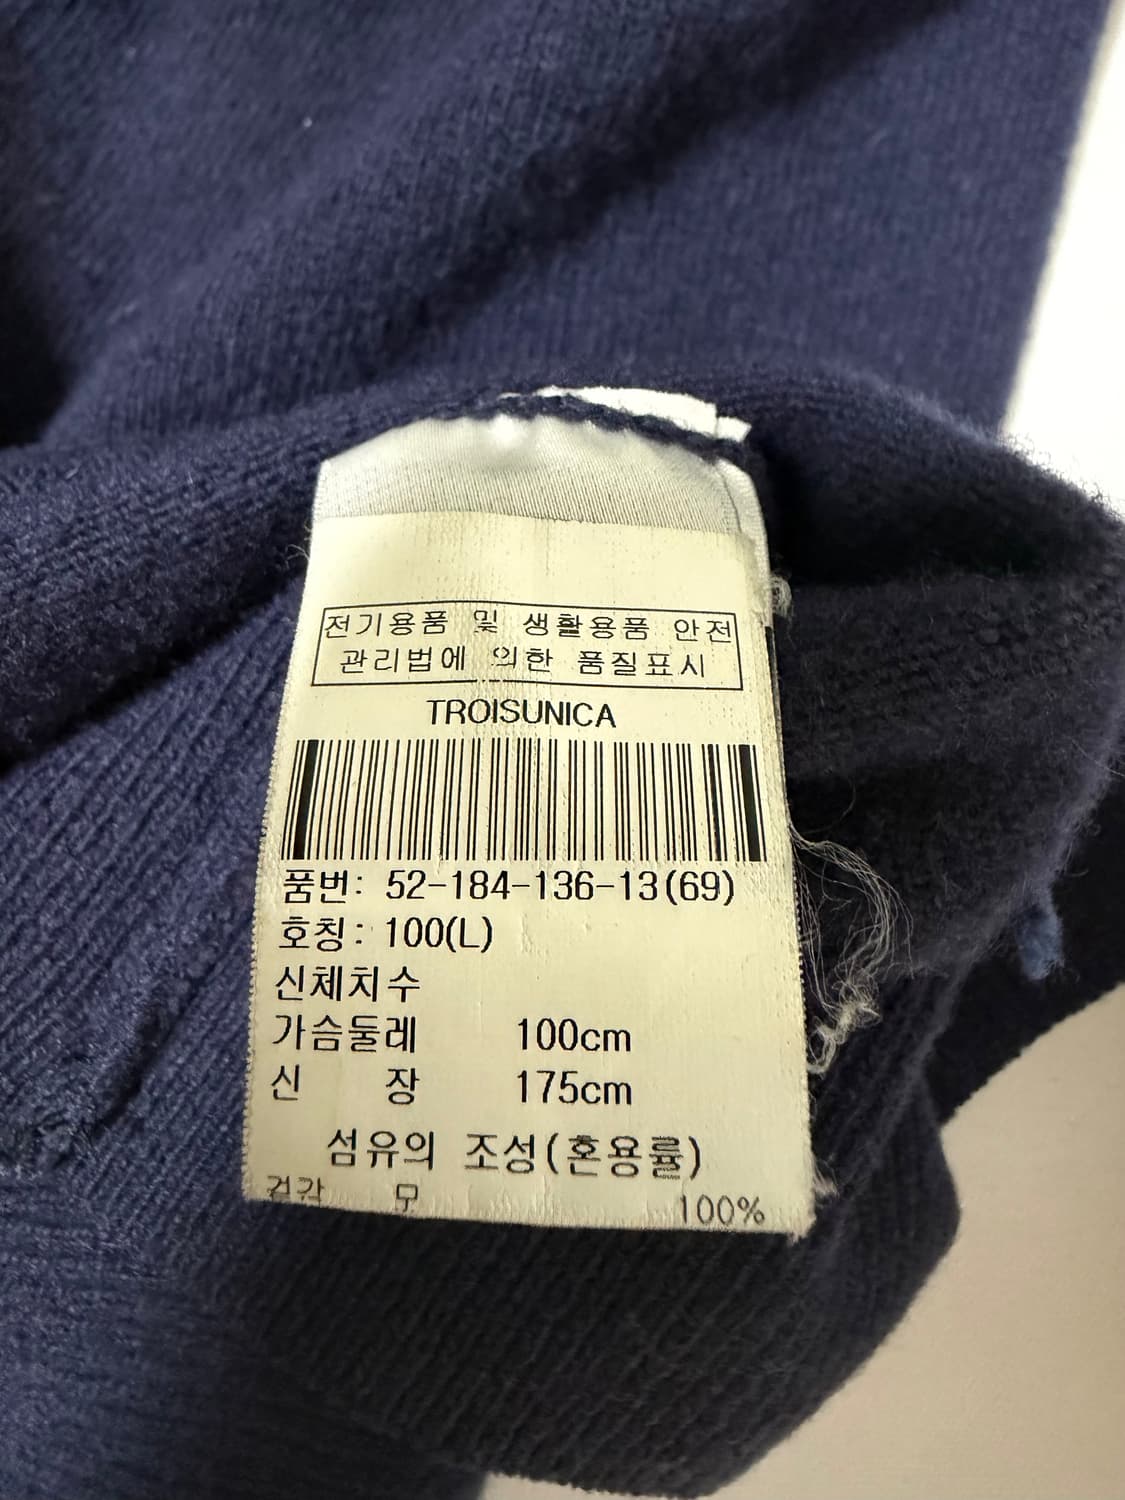 전기용품 및 생활용품 안전
관리법에 의한 품질표시
TROISUNICA
품번: 52-184-136-13(69)
호칭: 100(L)
신체치수
가슴둘레 100cm
신 장 175cm
섬유의 조성(혼용률)
겉감 모 100%